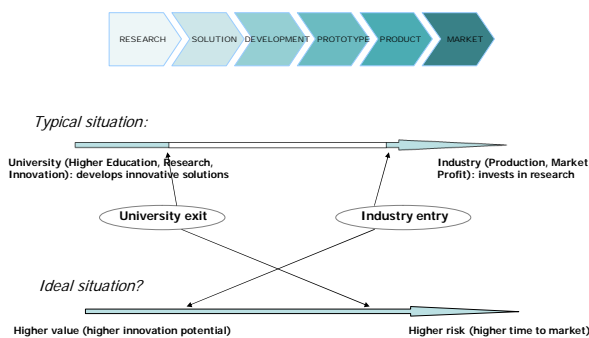 RESEARCH
SOLUTION
DEVELOPMENT
PROTOTYPE
PRODUCT
MARKET
Typical situation:
University (Higher Education, Research,
Innovation): develops innovative solutions
Industry (Production, Market
Profit): invests in research
University exit
Industry entry
Ideal situation?
Higher value (higher innovation potential)
Higher risk (higher time to market)